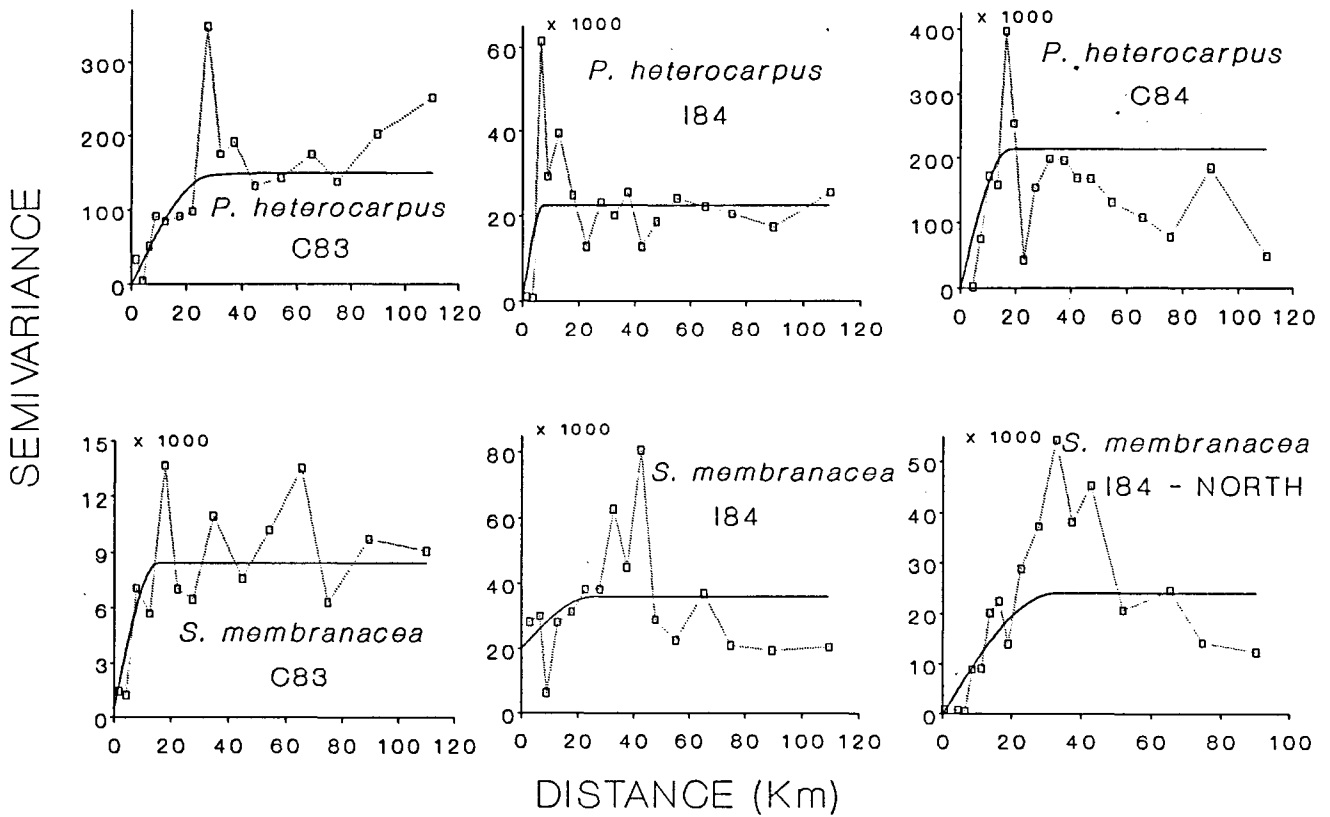 SEMIVARIANCE
300
200
100
0
0 20 40 60 80 100 120
P. heterocarpus
C83
x 1000
60
40
20
0
0 20 40 60 80 100 120
P. heterocarpus
I84
x 1000
400
300
200
100
0
0 20 40 60 80 100 120
P. heterocarpus
C84
x 1000
15
12
9
6
3
0
0 20 40 60 80 100 120
S. membranacea
C83
x 1000
80
60
40
20
0
0 20 40 60 80 100 120
S. membranacea
I84
x 1000
50
40
30
20
10
0
0 20 40 60 80 100
S. membranacea
I84 - NORTH
DISTANCE (Km)